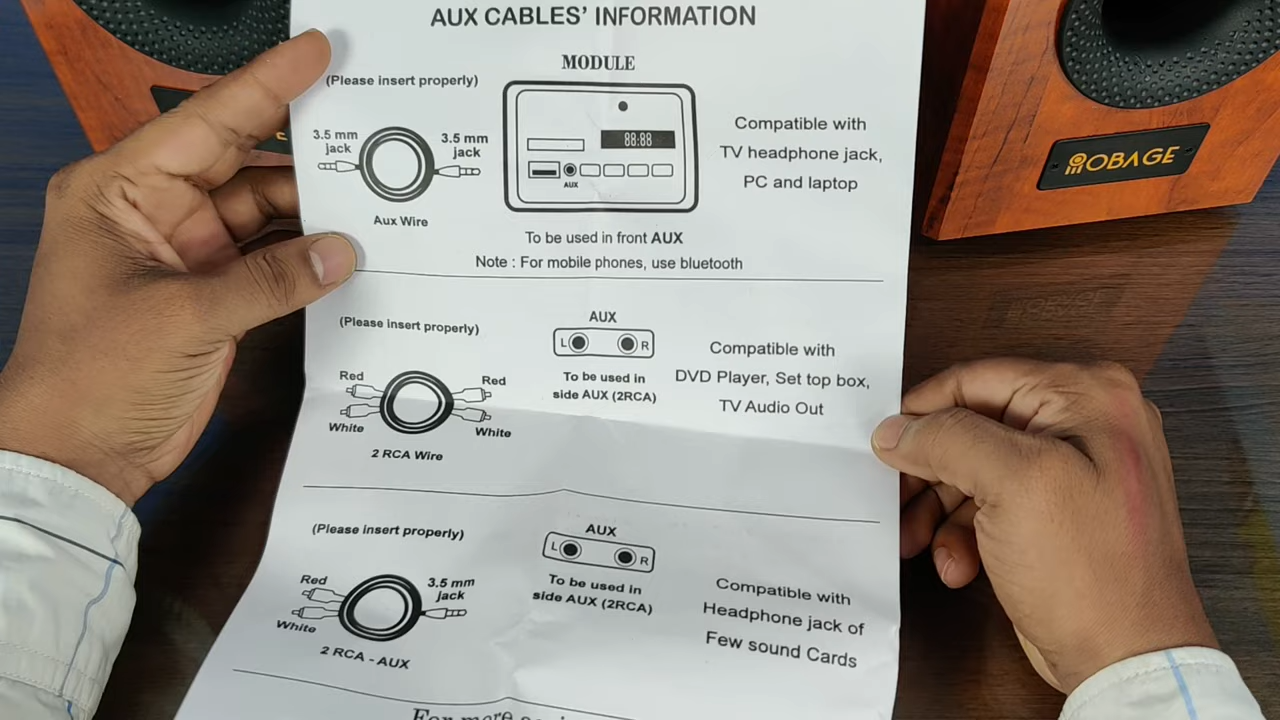 AUX CABLES' INFORMATION
MODULE
(Please insert properly)
3.5 mm
jack
3.5 mm
jack
Aux Wire
88:88
AUX
To be used in front AUX
Note : For mobile phones, use bluetooth
Compatible with
TV headphone jack,
PC and laptop
OBAGE
(Please insert properly)
Red
White
Red
White
2 RCA Wire
AUX
L R
To be used in
side AUX (2RCA)
Compatible with
DVD Player, Set top box,
TV Audio Out
(Please insert properly)
Red
White
3.5 mm
jack
2 RCA - AUX
AUX
L R
To be used in
side AUX (2RCA)
Compatible with
Headphone jack of
Few sound Cards
For more